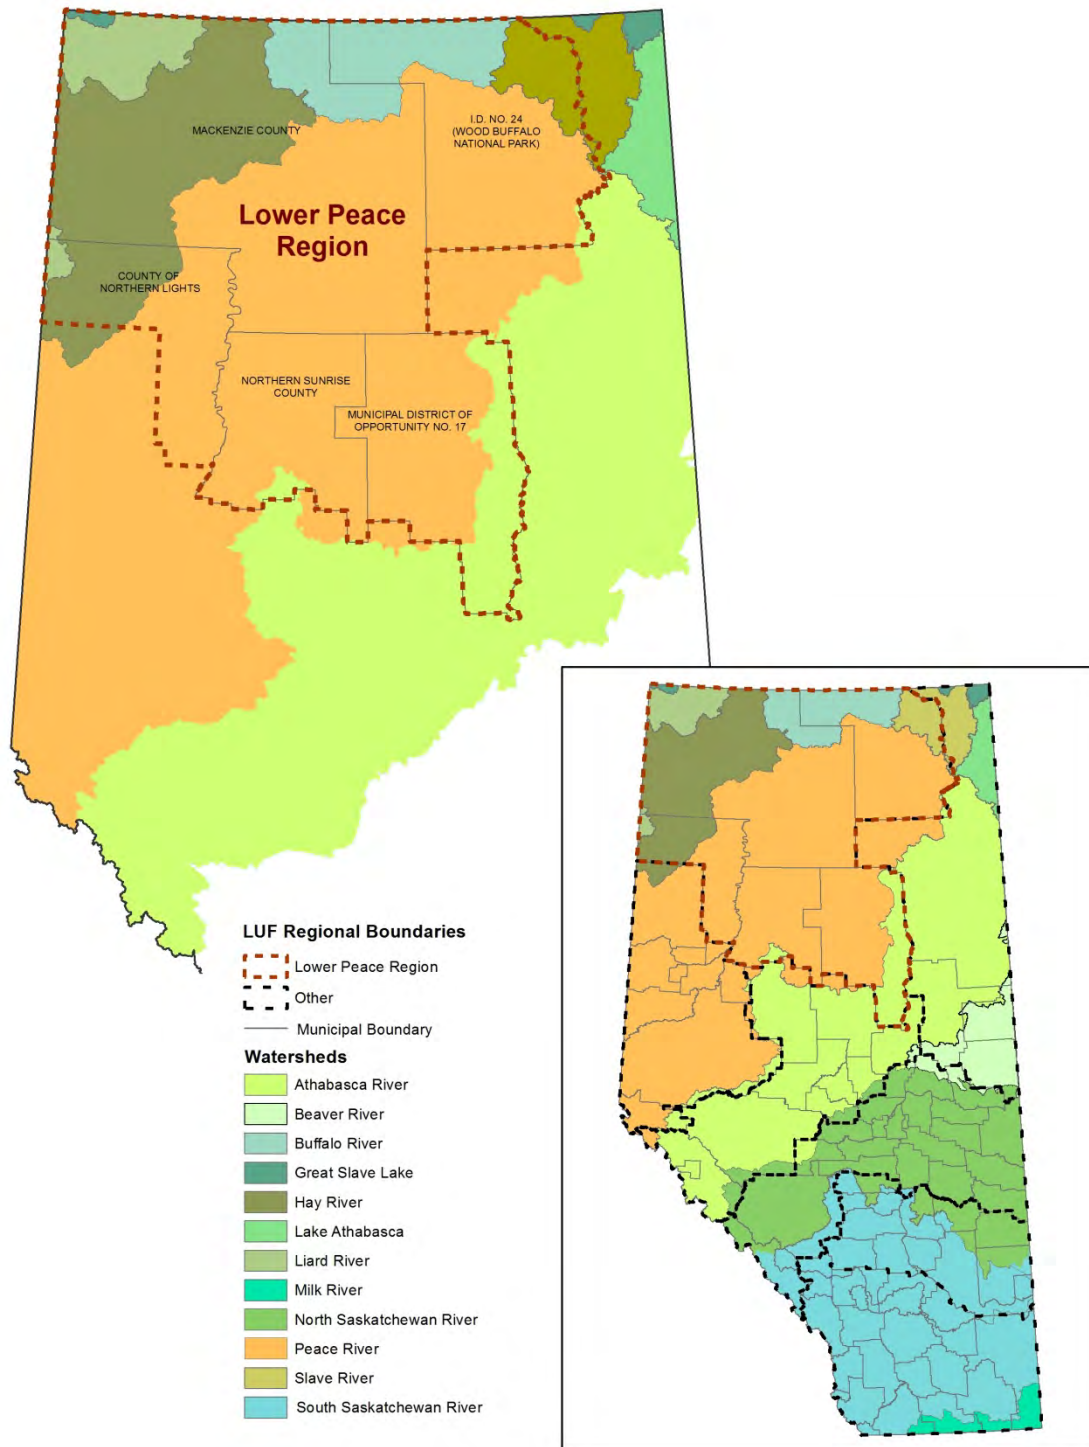 MACKENZIE COUNTY
I.D. NO. 24
(WOOD BUFFALO
NATIONAL PARK)
Lower Peace
Region
COUNTY OF
NORTHERN LIGHTS
NORTHERN SUNRISE
COUNTY
MUNICIPAL DISTRICT OF
OPPORTUNITY NO. 17
LUF Regional Boundaries
Lower Peace Region
Other
Municipal Boundary
Watersheds
Athabasca River
Beaver River
Buffalo River
Great Slave Lake
Hay River
Lake Athabasca
Liard River
Milk River
North Saskatchewan River
Peace River
Slave River
South Saskatchewan River